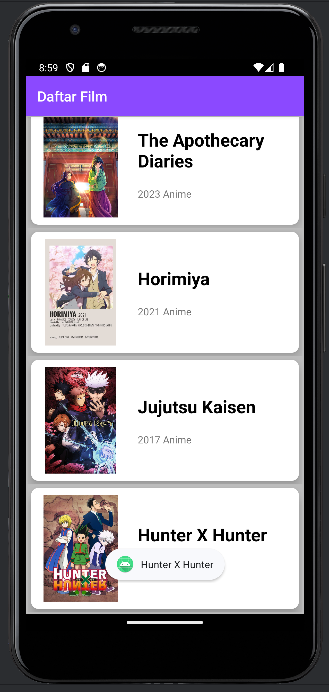 8:59
Daftar Film
The Apothecary
Diaries
2023 Anime
HORIMIYA 2021
Horimiya
2021 Anime
Jujutsu Kaisen
2017 Anime
HUNTER
HUNTER
Hunter X Hunter
Hunter X Hunter